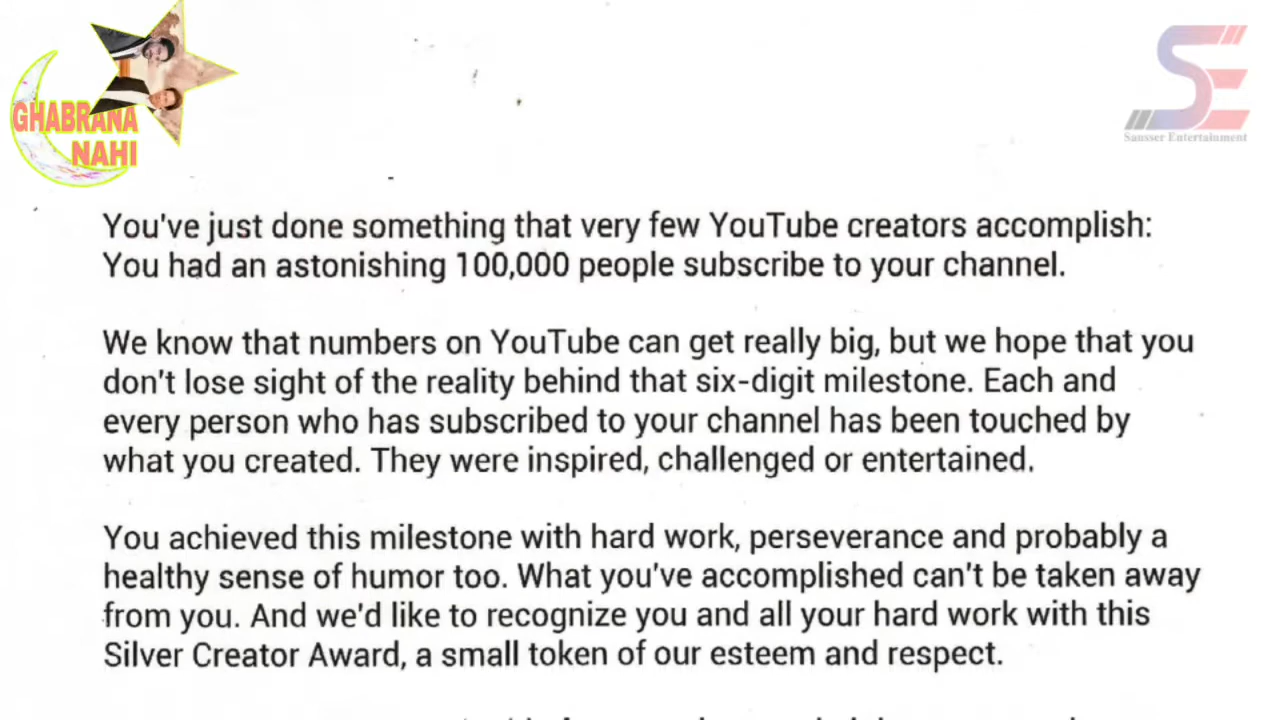 GHABRANA
NAHI
SE
Sausser Entertainment
You've just done something that very few YouTube creators accomplish:
You had an astonishing 100,000 people subscribe to your channel.
We know that numbers on YouTube can get really big, but we hope that you
don't lose sight of the reality behind that six-digit milestone. Each and
every person who has subscribed to your channel has been touched by
what you created. They were inspired, challenged or entertained.
You achieved this milestone with hard work, perseverance and probably a
healthy sense of humor too. What you've accomplished can't be taken away
from you. And we'd like to recognize you and all your hard work with this
Silver Creator Award, a small token of our esteem and respect.